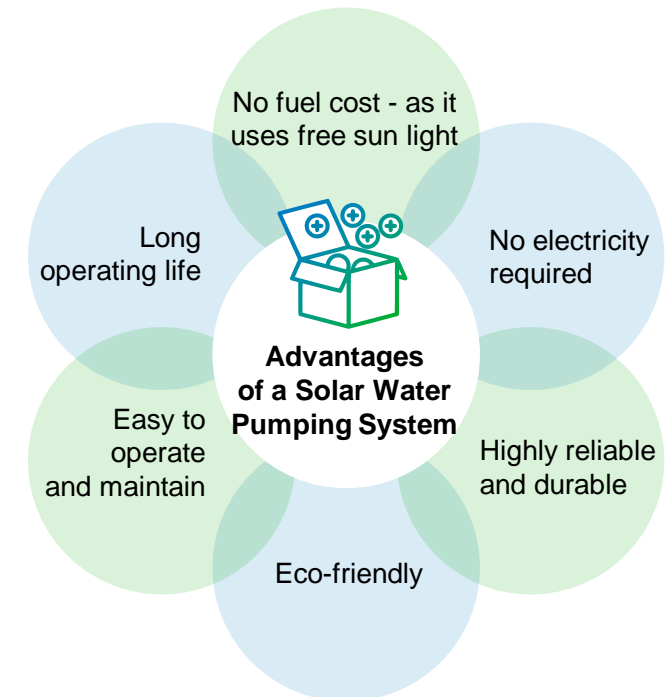 No fuel cost - as it
uses free sun light
No electricity
required
Highly reliable
and durable
Eco-friendly
Easy to
operate
and maintain
Long
operating life
Advantages
of a Solar Water
Pumping System